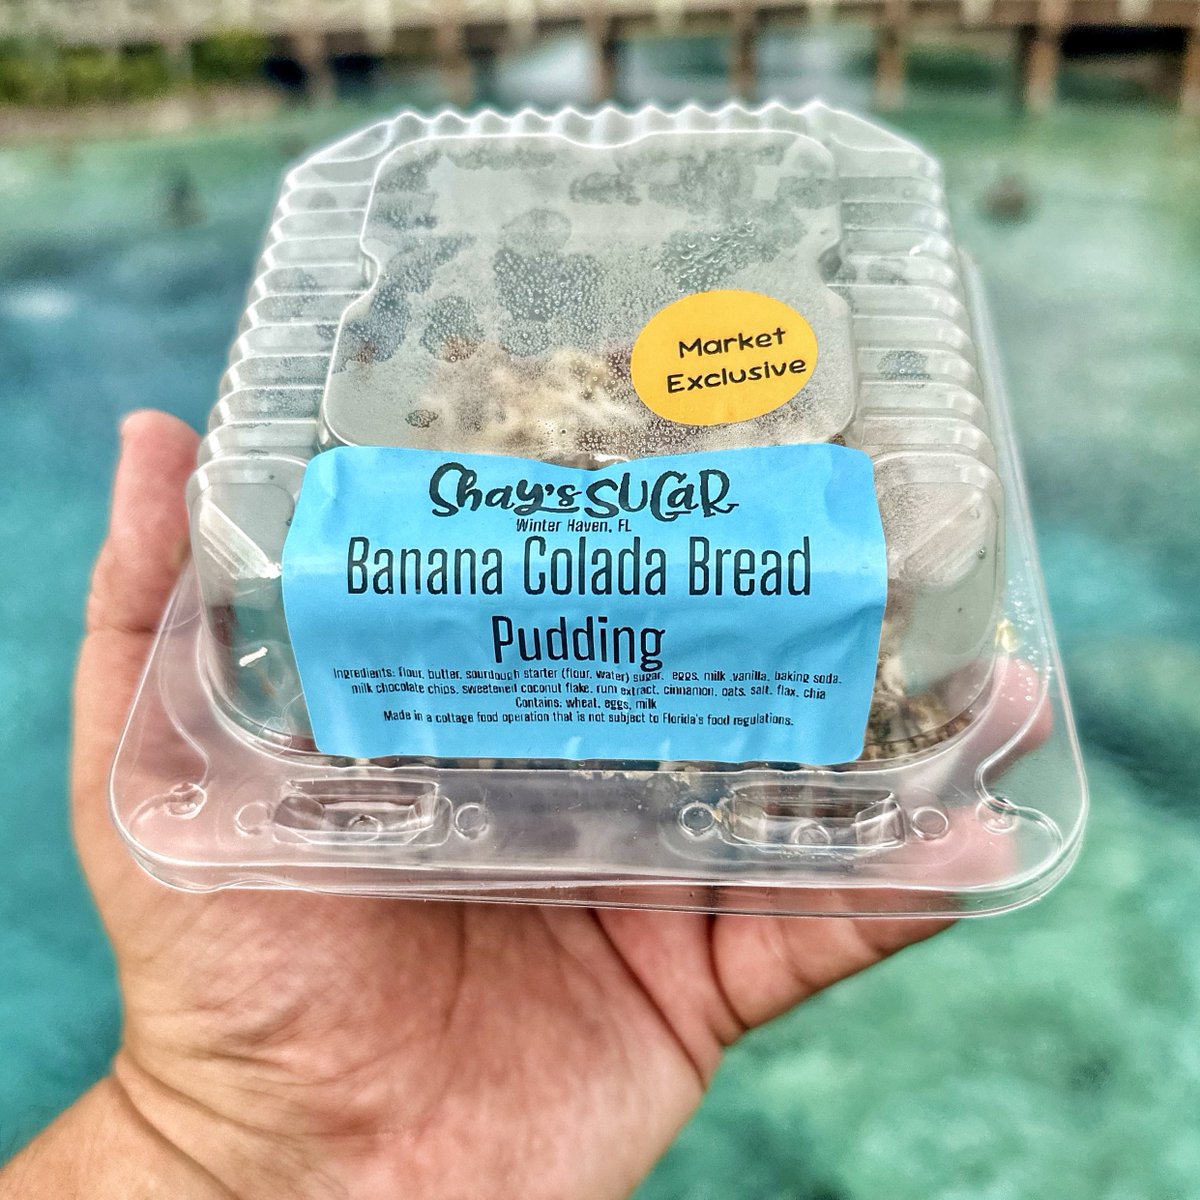 Market
Exclusive
Shay's SUGaR
Winter Haven, FL
Banana Colada Bread
Pudding
Ingredients: flour, butter, sourdough starter (flour, water) sugar, eggs, milk ,vanilla, baking soda,
milk chocolate chips, sweetened coconut flake, rum extract, cinnamon, oats, salt, flax, chia
Contains: wheat, eggs, milk
Made in a cottage food operation that is not subject to Florida's food regulations.